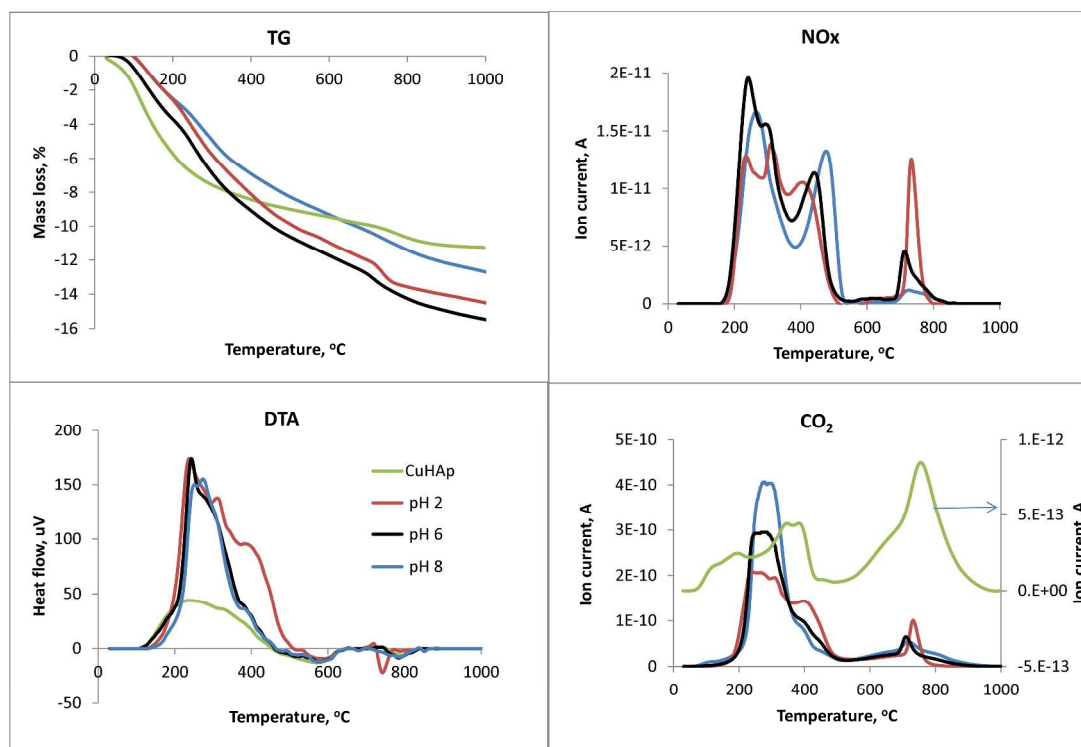 TG
0
-2
-4
-6
-8
-10
-12
-14
-16
0 200 400 600 800 1000
Mass loss, %
Temperature, °C
NOx
2E-11
1.5E-11
1E-11
5E-12
0
0 200 400 600 800 1000
Ion current, A
Temperature, °C
DTA
200
150
100
50
0
-50
0 200 400 600 800 1000
Heat flow, uV
Temperature, °C
CuHAp
pH 2
pH 6
pH 8
CO₂
5E-10
4E-10
3E-10
2E-10
1E-10
0
1.E-12
5.E-13
0.E+00
-5.E-13
0 200 400 600 800 1000
Ion current, A
Ion current, A
Temperature, °C